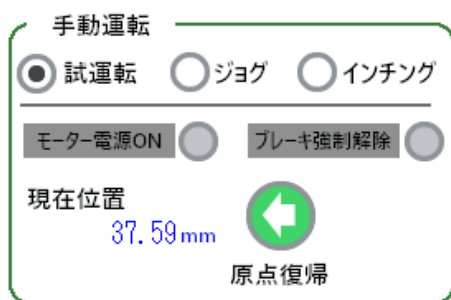 手動運転
試運転 ジョグ インチング
モーター電源ON ブレーキ強制解除
現在位置
37.59mm
原点復帰